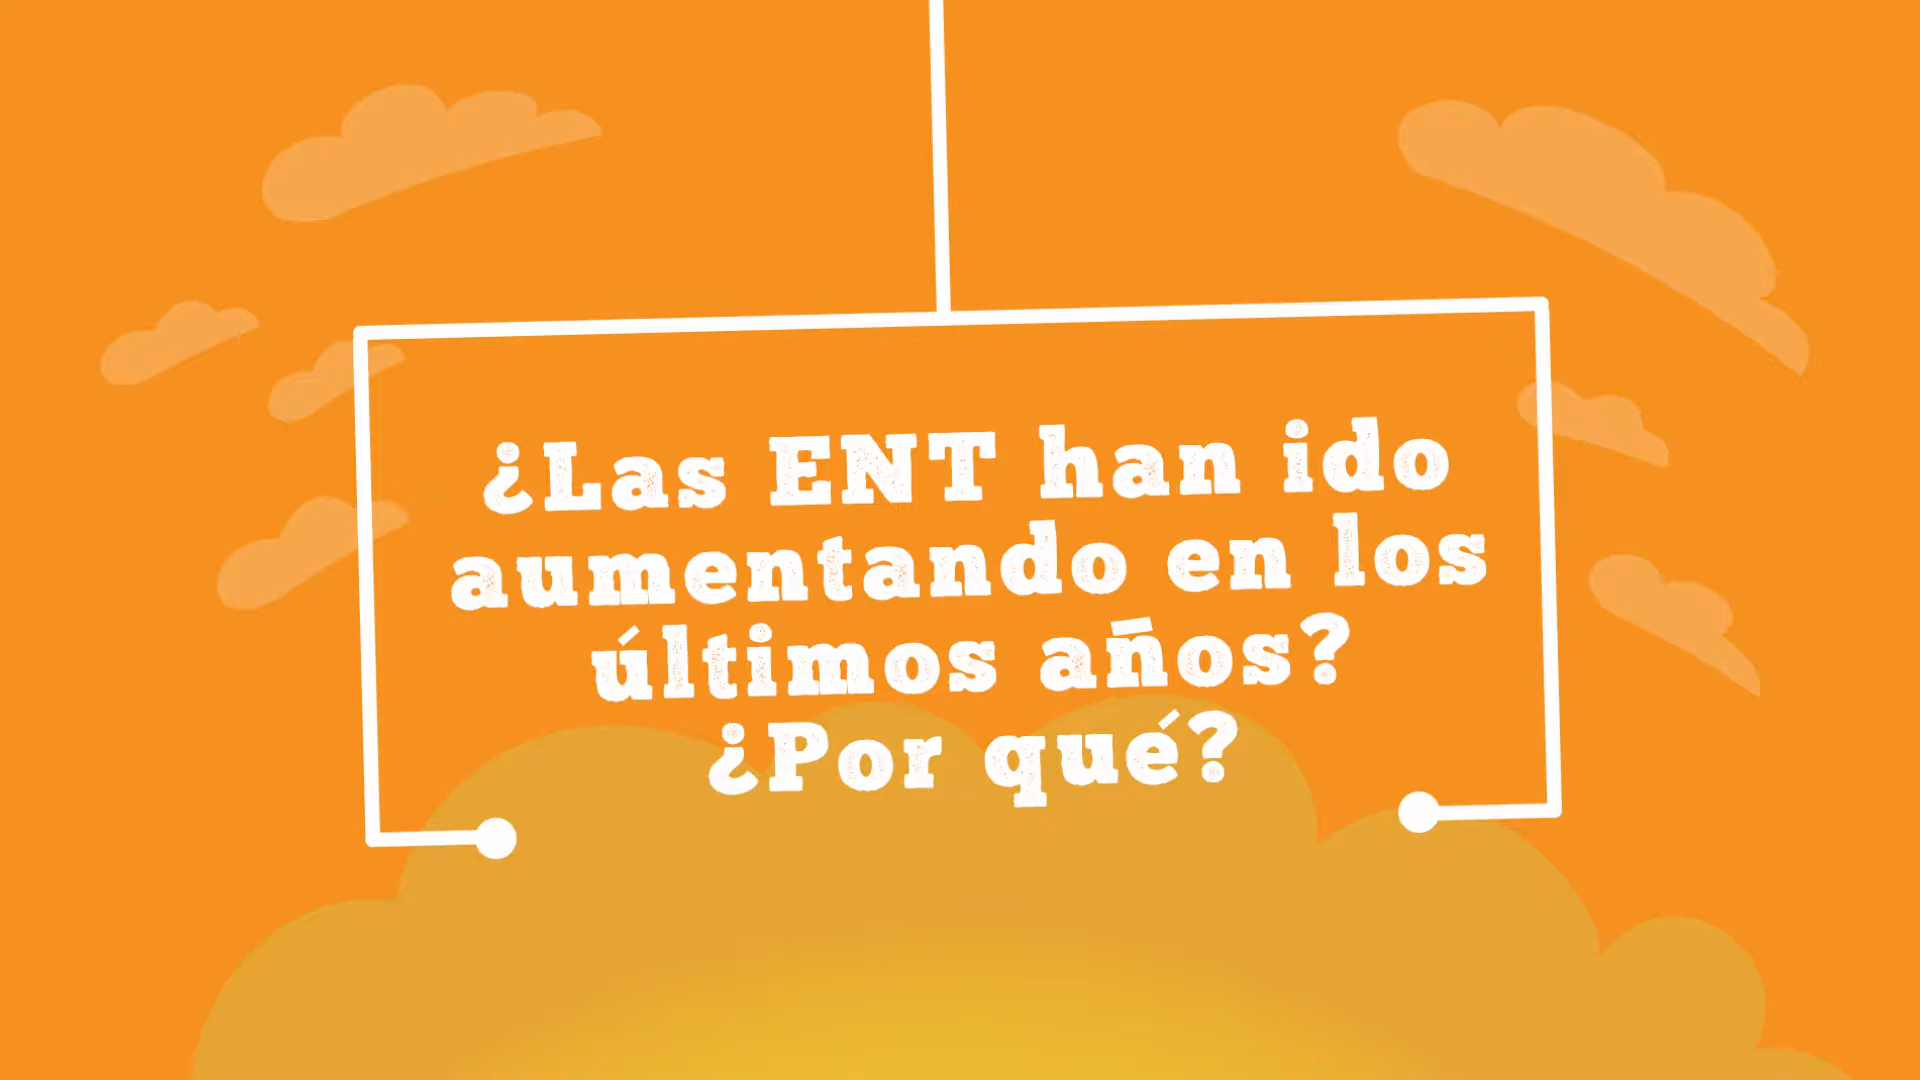 ¿Las ENT han ido
aumentando en los
últimos años?
¿Por qué?